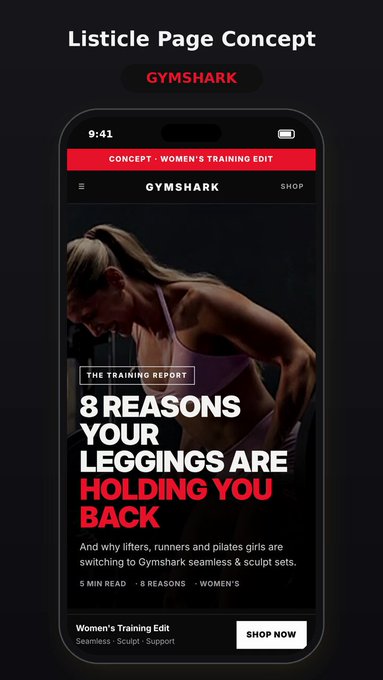 Listicle Page Concept
GYMSHARK
9:41
CONCEPT · WOMEN'S TRAINING EDIT
☰ GYMSHARK SHOP
THE TRAINING REPORT
8 REASONS
YOUR
LEGGINGS ARE
HOLDING YOU
BACK
And why lifters, runners and pilates girls are
switching to Gymshark seamless & sculpt sets.
5 MIN READ · 8 REASONS · WOMEN'S
Women's Training Edit
Seamless · Sculpt · Support
SHOP NOW